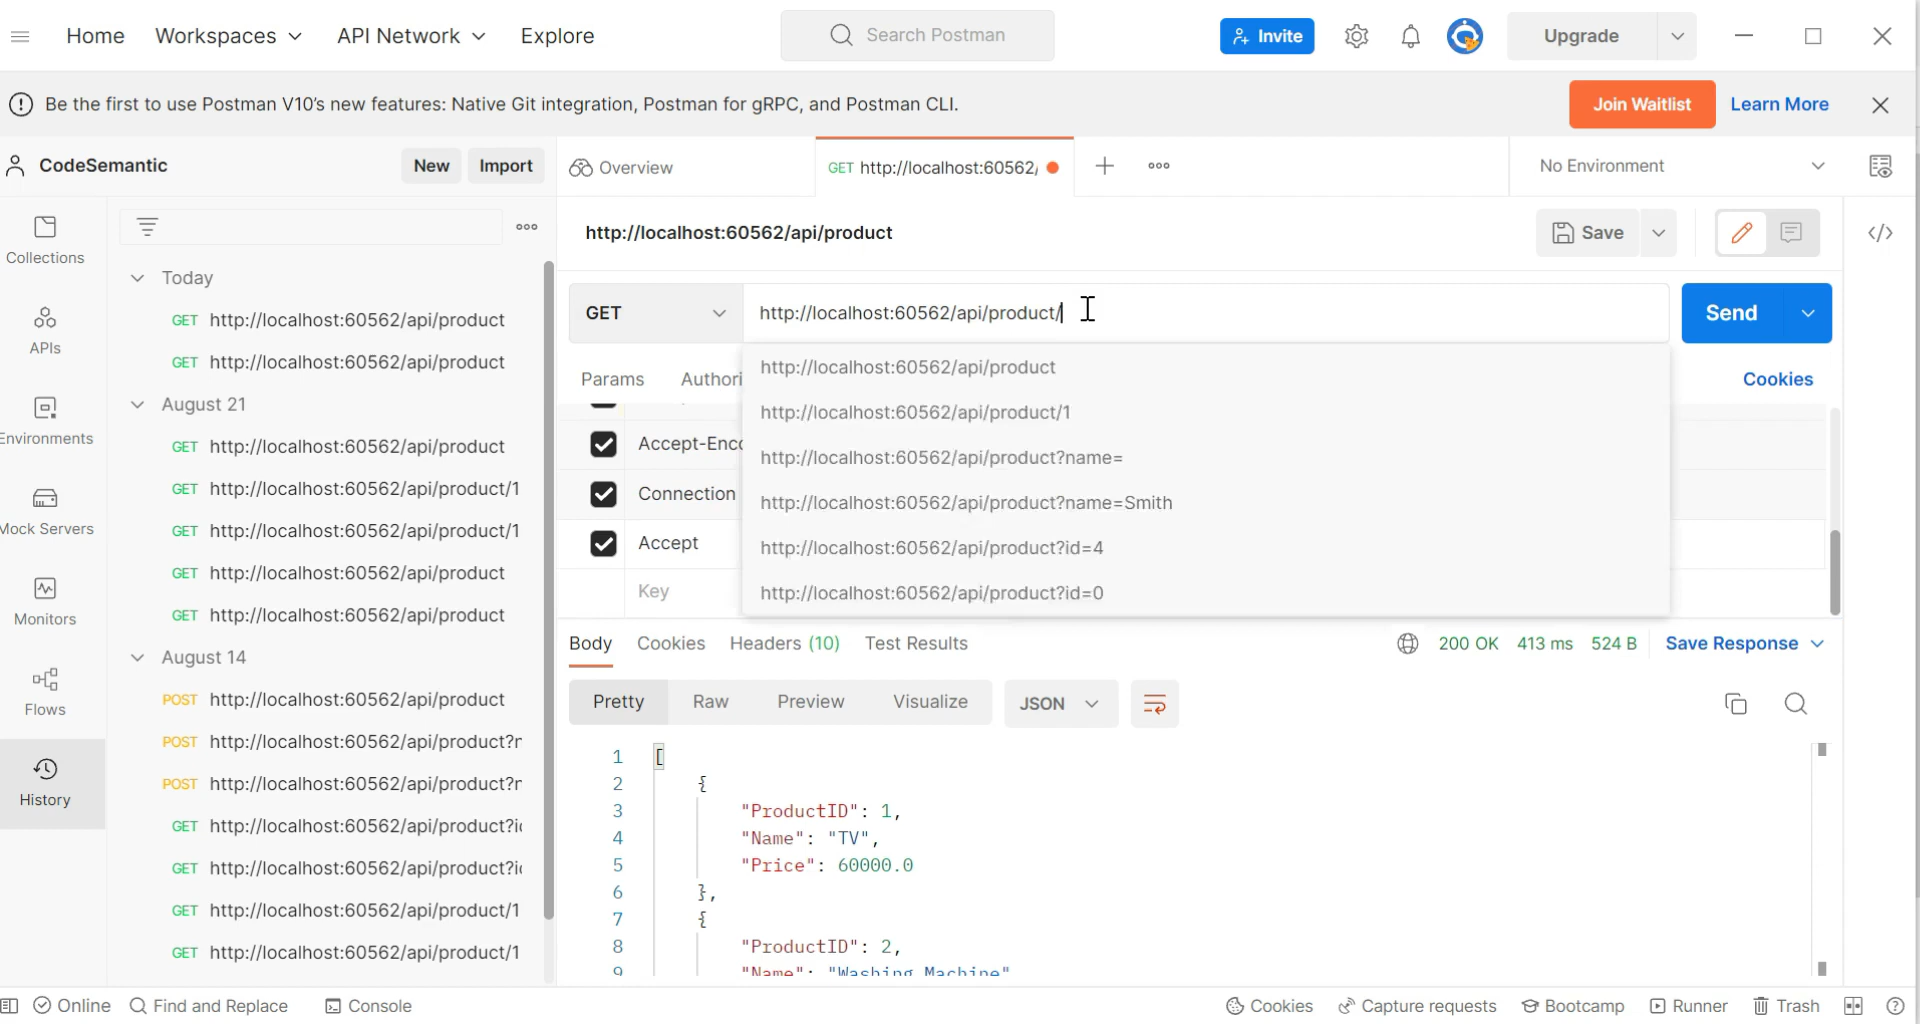 Home Workspaces API Network Explore Search Postman Invite Upgrade
Be the first to use Postman V10's new features: Native Git integration, Postman for gRPC, and Postman CLI. Join Waitlist Learn More
CodeSemantic New Import
Overview GET http://localhost:60562/ No Environment
Collections
APIs
Environments
Mock Servers
Monitors
Flows
History
Today
GET http://localhost:60562/api/product
GET http://localhost:60562/api/product
August 21
GET http://localhost:60562/api/product
GET http://localhost:60562/api/product/1
GET http://localhost:60562/api/product/1
GET http://localhost:60562/api/product
GET http://localhost:60562/api/product
August 14
POST http://localhost:60562/api/product
POST http://localhost:60562/api/product?n
POST http://localhost:60562/api/product?n
GET http://localhost:60562/api/product?id
GET http://localhost:60562/api/product?id
GET http://localhost:60562/api/product/1
GET http://localhost:60562/api/product/1
http://localhost:60562/api/product Save
GET http://localhost:60562/api/product/ Send
Params Authori Cookies
http://localhost:60562/api/product
http://localhost:60562/api/product/1
http://localhost:60562/api/product?name=
http://localhost:60562/api/product?name=Smith
http://localhost:60562/api/product?id=4
http://localhost:60562/api/product?id=0
Accept-Enco
Connection
Accept
Key
Body Cookies Headers (10) Test Results 200 OK 413 ms 524 B Save Response
Pretty Raw Preview Visualize JSON
1 [
2 {
3 "ProductID": 1,
4 "Name": "TV",
5 "Price": 60000.0
6 },
7 {
8 "ProductID": 2,
9 "Name": "Washing Machine"
Online Find and Replace Console Cookies Capture requests Bootcamp Runner Trash